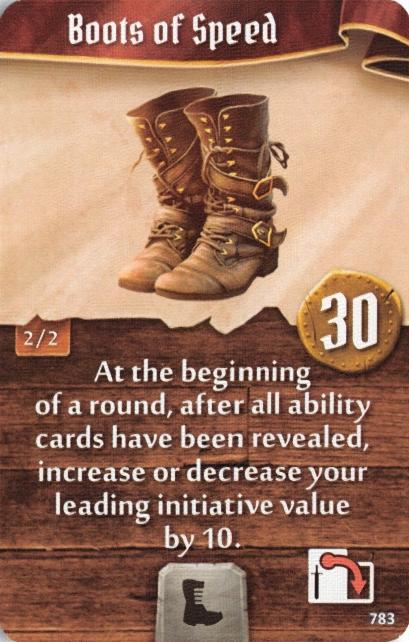 Boots of Speed
30
2/2
At the beginning
of a round, after all ability
cards have been revealed,
increase or decrease your
leading initiative value
by 10.
783